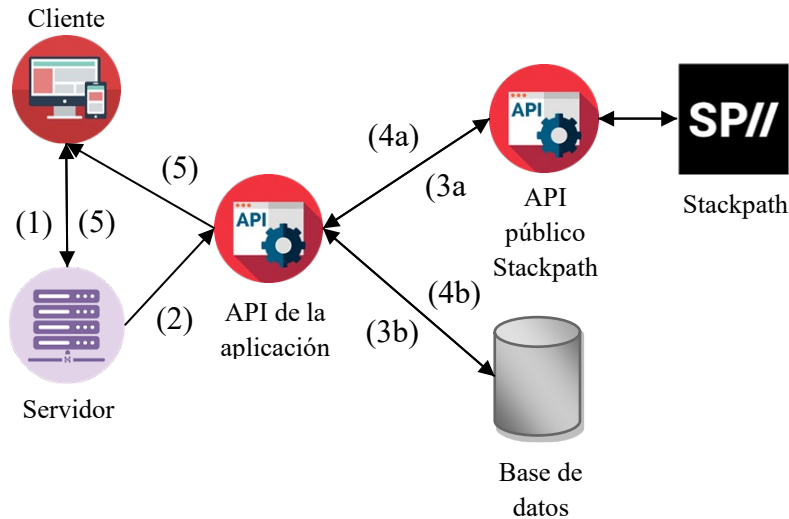 Cliente
(1)
(5)
(5)
Servidor
(2)
API
API de la
aplicación
(4a)
(3a
API
API
público
Stackpath
SP//
Stackpath
(4b)
(3b)
Base de
datos